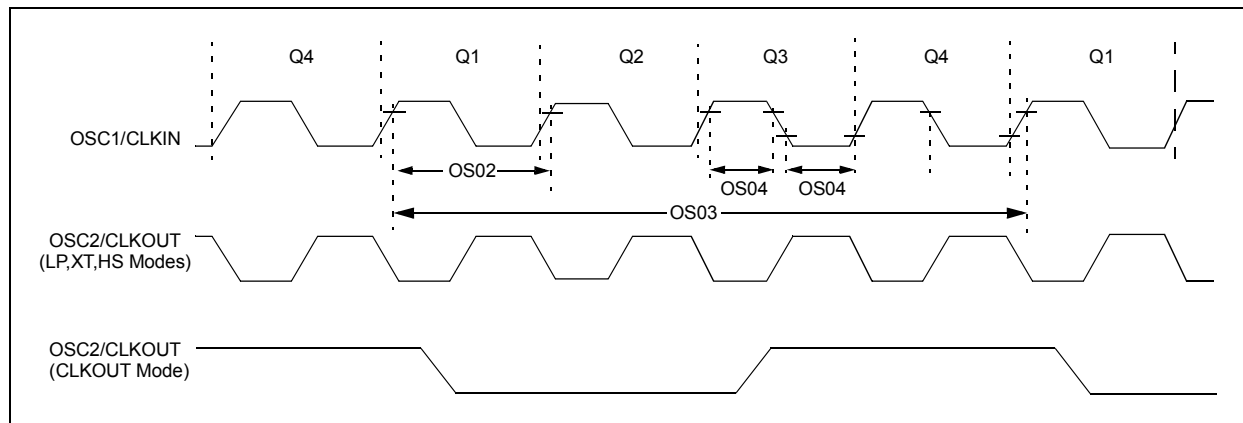 Q4 Q1 Q2 Q3 Q4 Q1
OSC1/CLKIN
OS02
OS04 OS04
OS03
OSC2/CLKOUT
(LP,XT,HS Modes)
OSC2/CLKOUT
(CLKOUT Mode)